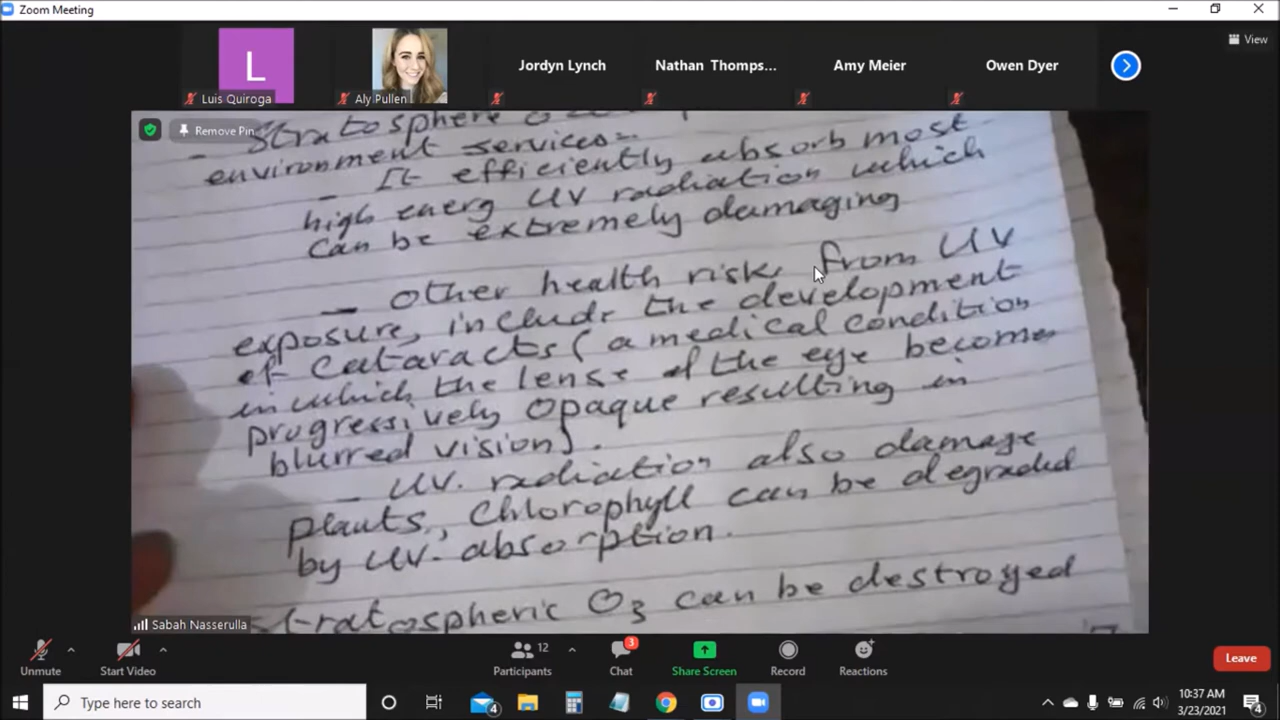 Zoom Meeting
View
L
Luis Quiroga
Aly Pullen
Jordyn Lynch
Nathan Thomps...
Amy Meier
Owen Dyer
Remove Pin
- Stratosphere
environment services-
- It efficiently absorb most
high energ UV radiation which
can be extremely damaging
- Other health risks from UV
exposure, include the development
of Cataracts (a medical condition
in which the lense of the eye become
progressively opaque resulting in
blurred vision).
- UV. radiation also damage
plants, Chlorophyll can be degraded
by UV. absorption.
Stratospheric O3 can be destroyed
Sabah Nasserulla
Unmute
Start Video
Participants
12
Chat
3
Share Screen
Record
Reactions
Leave
Type here to search
4
10:37 AM
3/23/2021
4